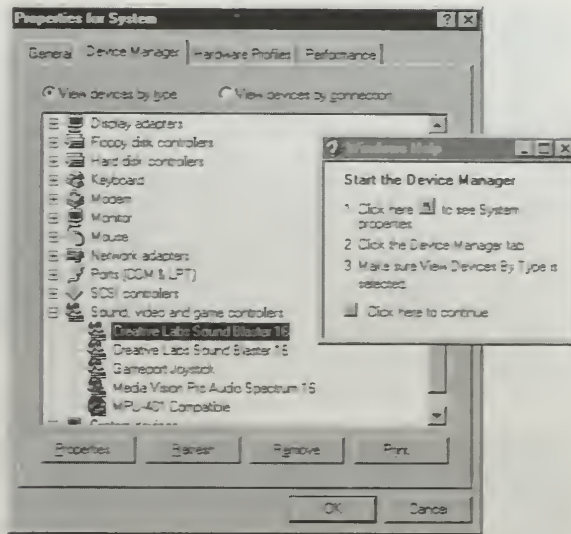 Properties for System
General Device Manager Hardware Profiles Performance
View devices by type View devices by connection
Display adapters
Floppy disk controllers
Hard disk controllers
Keyboard
Modem
Monitor
Mouse
Network adapters
Ports (COM & LPT)
SCSI controllers
Sound, video and game controllers
Creative Labs Sound Blaster 16
Creative Labs Sound Blaster 16
Gameport Joystick
Media Vision Pro Audio Spectrum 16
MPU-401 Compatible
System devices
Properties Refresh Remove Print
OK Cancel
Windows Help
Start the Device Manager
1 Click here to see System
properties
2 Click the Device Manager tab
3 Make sure View Devices By Type is
selected
Click here to continue